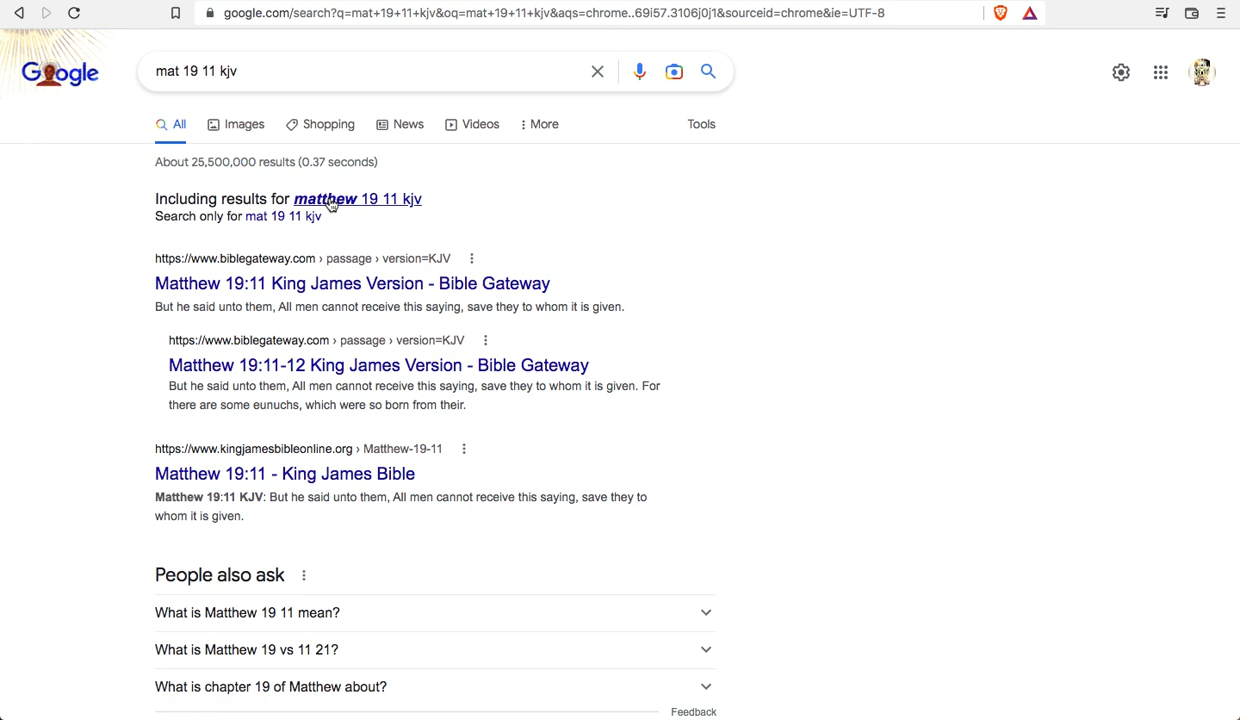 google.com/search?q=mat+19+11+kjv&oq=mat+19+11+kjv&aqs=chrome..69i57.3106j0j1&sourceid=chrome&ie=UTF-8
Google
mat 19 11 kjv
All Images Shopping News Videos More Tools
About 25,500,000 results (0.37 seconds)
Including results for matthew 19 11 kjv
Search only for mat 19 11 kjv
https://www.biblegateway.com › passage › version=KJV
Matthew 19:11 King James Version - Bible Gateway
But he said unto them, All men cannot receive this saying, save they to whom it is given.
https://www.biblegateway.com › passage › version=KJV
Matthew 19:11-12 King James Version - Bible Gateway
But he said unto them, All men cannot receive this saying, save they to whom it is given. For
there are some eunuchs, which were so born from their.
https://www.kingjamesbibleonline.org › Matthew-19-11
Matthew 19:11 - King James Bible
Matthew 19:11 KJV: But he said unto them, All men cannot receive this saying, save they to
whom it is given.
People also ask
What is Matthew 19 11 mean?
What is Matthew 19 vs 11 21?
What is chapter 19 of Matthew about?
Feedback